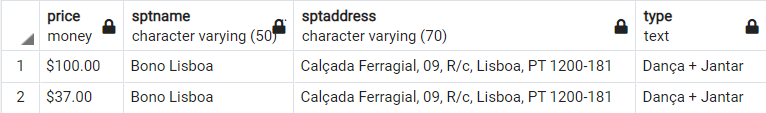 price sptname sptaddress type
money character varying (50) character varying (70) text
1 $100.00 Bono Lisboa Calçada Ferragial, 09, R/c, Lisboa, PT 1200-181 Dança + Jantar
2 $37.00 Bono Lisboa Calçada Ferragial, 09, R/c, Lisboa, PT 1200-181 Dança + Jantar